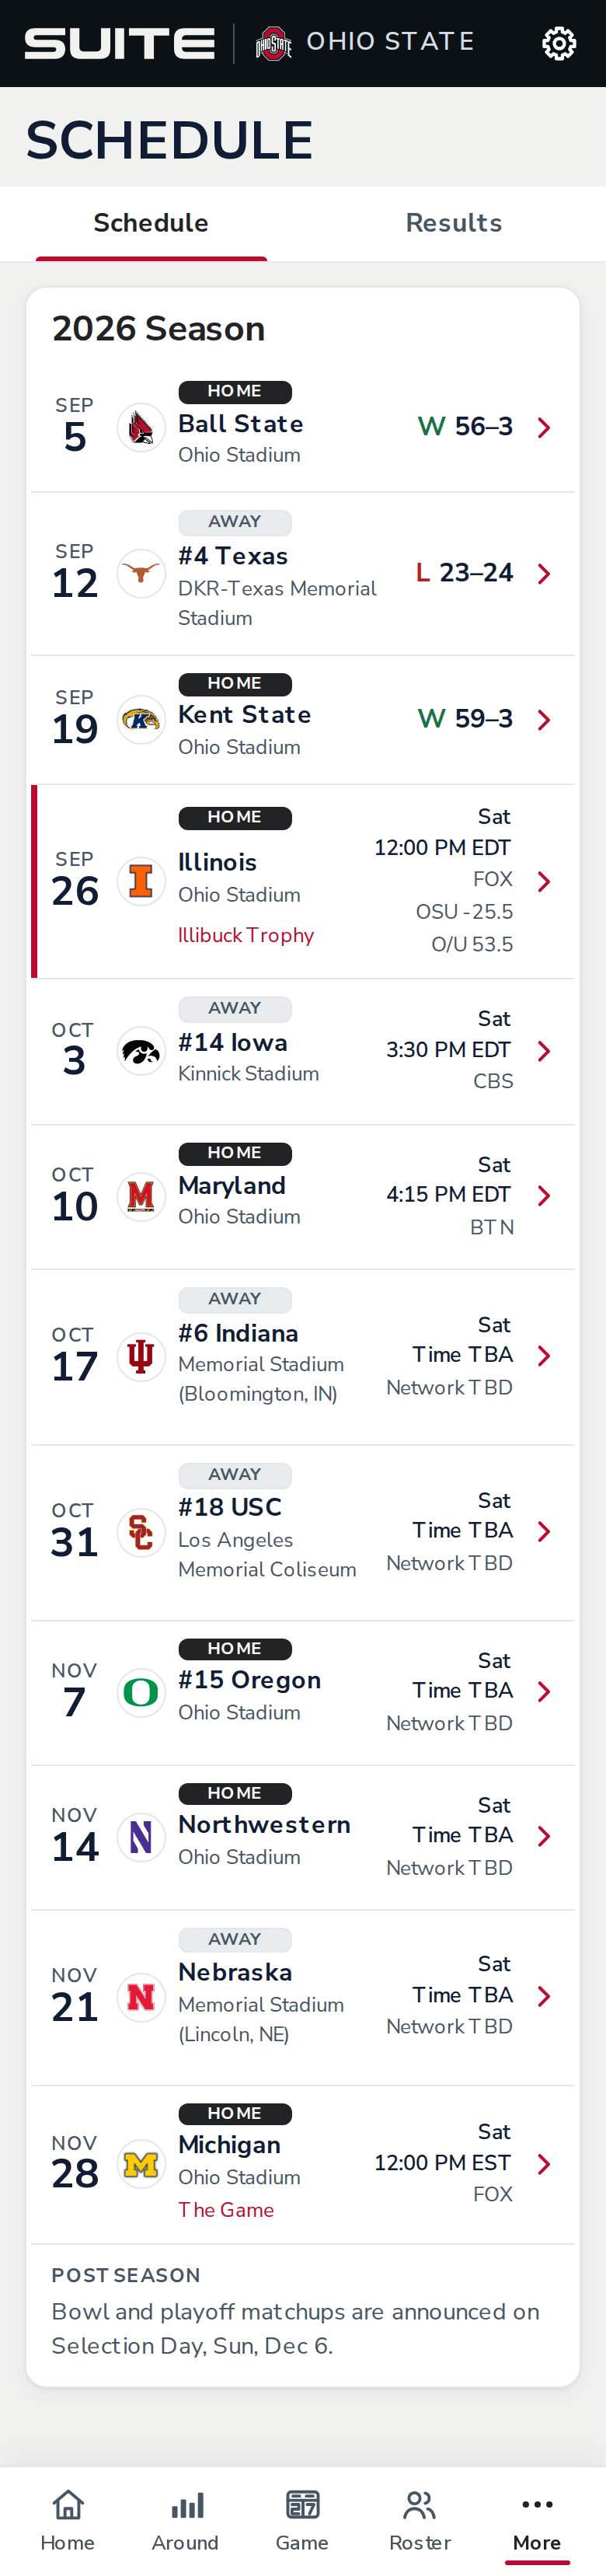 SUITE
OHIO STATE
OHIO STATE
SCHEDULE
Schedule
Results
2026 Season
SEP
5
HOME
Ball State
Ohio Stadium
W 56–3
SEP
12
AWAY
#4 Texas
DKR-Texas Memorial
Stadium
L 23–24
SEP
19
HOME
Kent State
Ohio Stadium
W 59–3
SEP
26
HOME
Illinois
Ohio Stadium
Illibuck Trophy
Sat
12:00 PM EDT
FOX
OSU -25.5
O/U 53.5
OCT
3
AWAY
#14 Iowa
Kinnick Stadium
Sat
3:30 PM EDT
CBS
OCT
10
HOME
Maryland
Ohio Stadium
Sat
4:15 PM EDT
BTN
OCT
17
AWAY
#6 Indiana
Memorial Stadium
(Bloomington, IN)
Sat
Time TBA
Network TBD
OCT
31
AWAY
#18 USC
Los Angeles
Memorial Coliseum
Sat
Time TBA
Network TBD
NOV
7
HOME
#15 Oregon
Ohio Stadium
Sat
Time TBA
Network TBD
NOV
14
HOME
Northwestern
Ohio Stadium
Sat
Time TBA
Network TBD
NOV
21
AWAY
Nebraska
Memorial Stadium
(Lincoln, NE)
Sat
Time TBA
Network TBD
NOV
28
HOME
Michigan
Ohio Stadium
The Game
Sat
12:00 PM EST
FOX
POSTSEASON
Bowl and playoff matchups are announced on
Selection Day, Sun, Dec 6.
Home
Around
Game
Roster
More